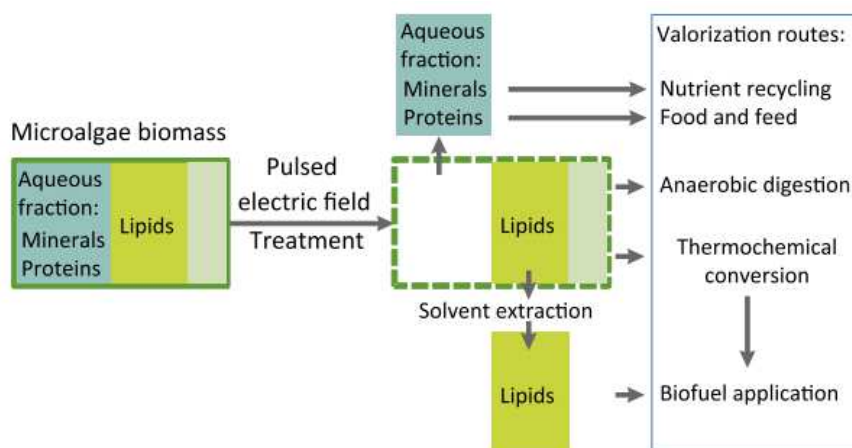 Microalgae biomass
Aqueous
fraction:
Minerals
Proteins
Lipids
Pulsed
electric field
Treatment
Aqueous
fraction:
Minerals
Proteins
Lipids
Solvent extraction
Lipids
Valorization routes:
Nutrient recycling
Food and feed
Anaerobic digestion
Thermochemical
conversion
Biofuel application